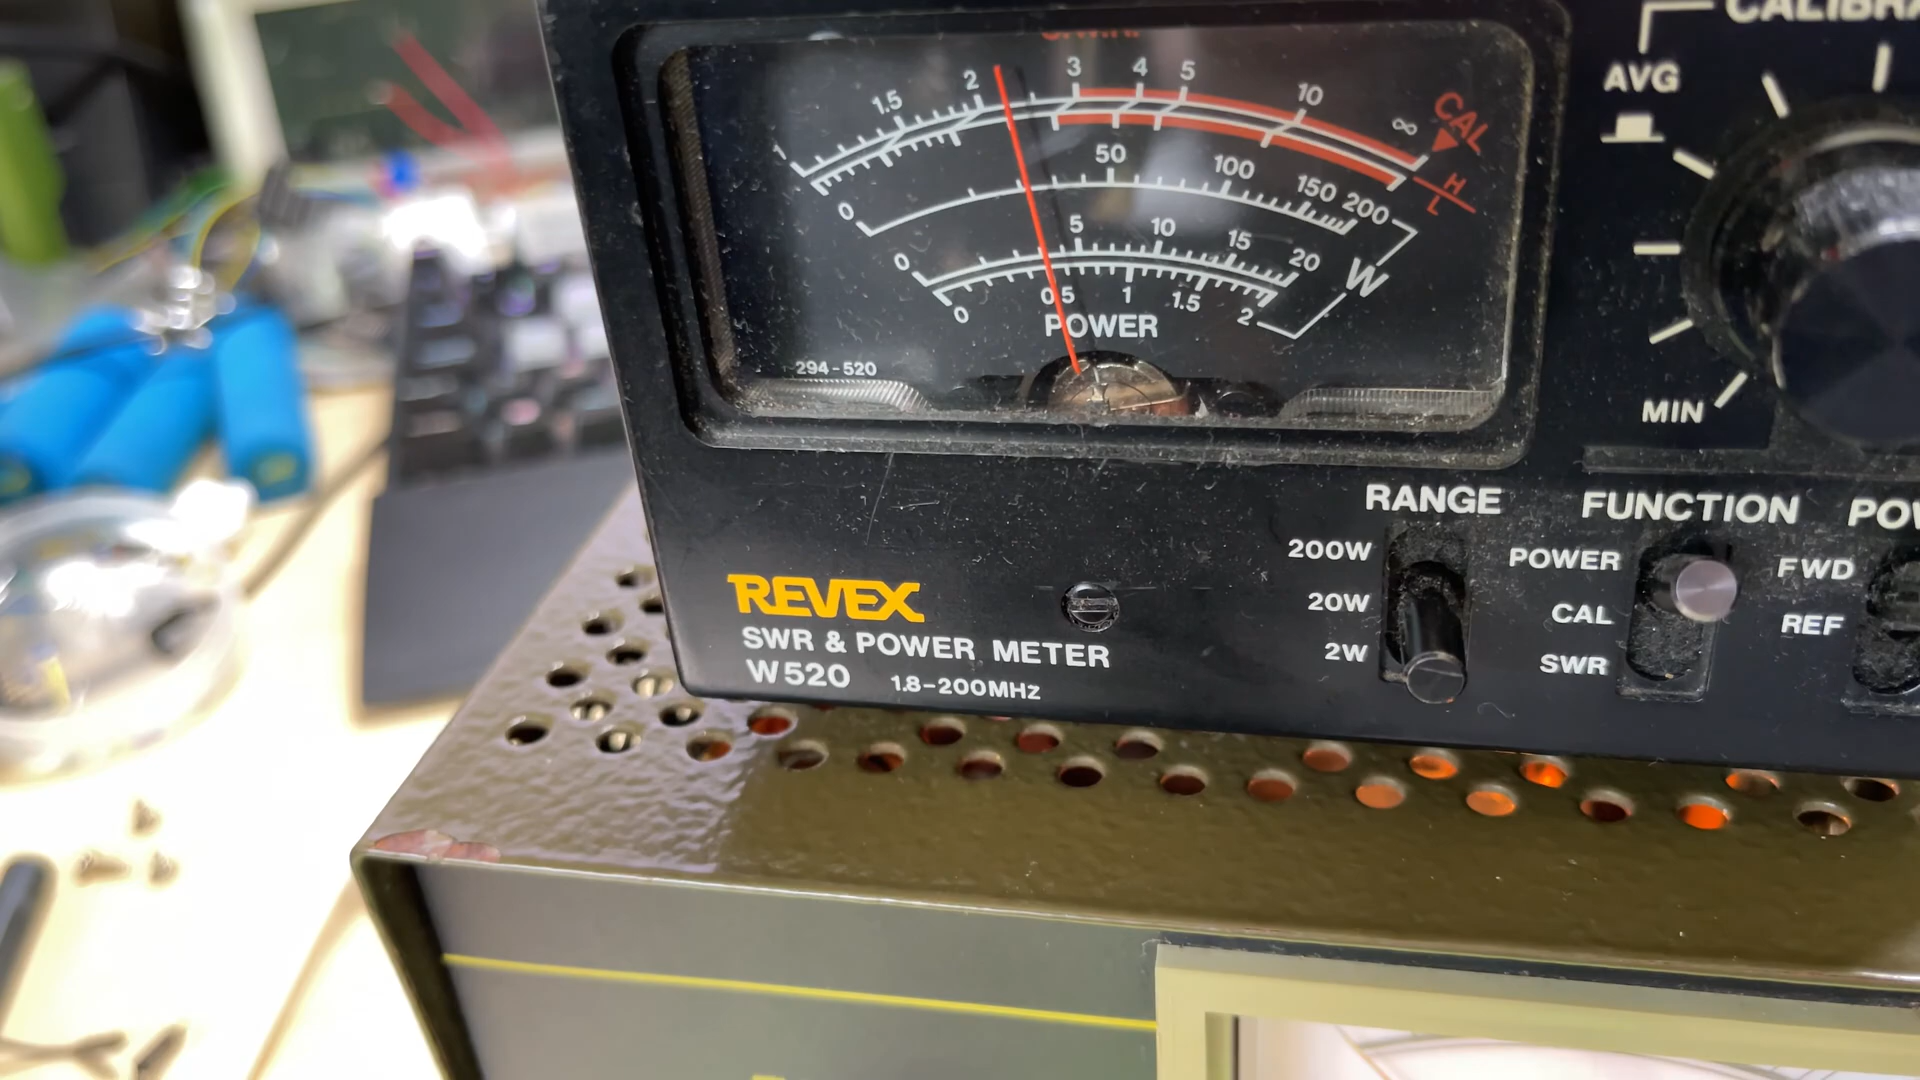 S.W.R.
1 1.5 2 3 4 5 10 ∞ CAL
H
L
0 50 100 150 200
0 5 10 15 20 W
0 0.5 1 1.5 2
POWER
294-520
AVG
MIN
RANGE
200W
20W
2W
FUNCTION
POWER
CAL
SWR
FWD
REF
REVEX
SWR & POWER METER
W520 1.8-200MHz